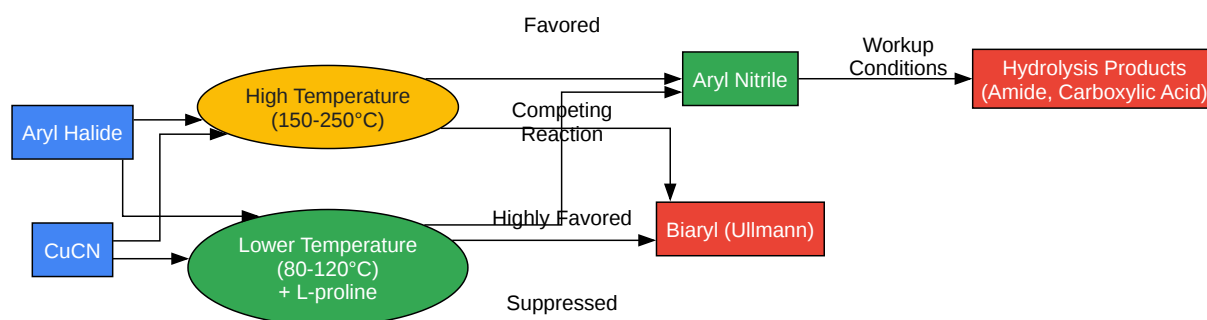 Favored
Workup
Conditions
Aryl Nitrile
Hydrolysis Products
(Amide, Carboxylic Acid)
High Temperature
(150-250°C)
Competing
Reaction
Aryl Halide
Highly Favored
Biaryl (Ullmann)
CuCN
Lower Temperature
(80-120°C)
+ L-proline
Suppressed